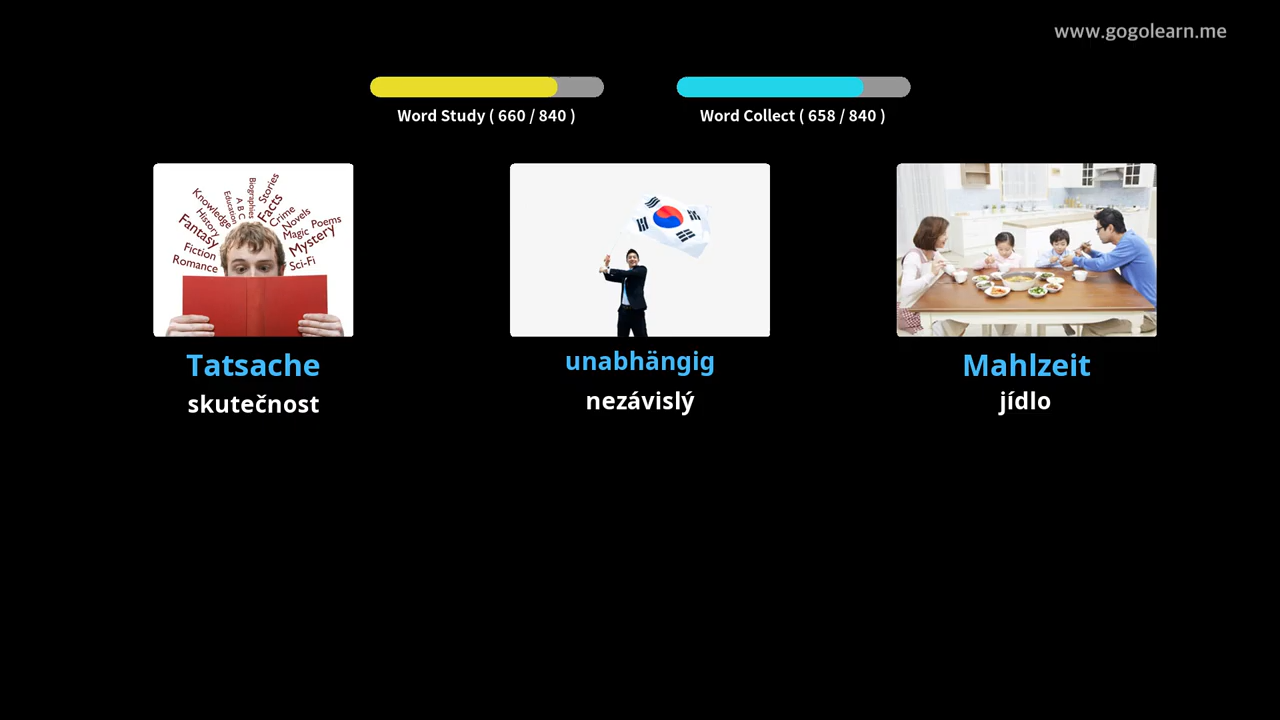 www.gogolearn.me
Word Study ( 660 / 840 )
Word Collect ( 658 / 840 )
Stories
Biographies
Facts
A B C
Education
Knowledge
Crime
Novels
No
History
Poems
Magic
Fantasy
Mystery
Fiction
Sci-Fi
Romance
Tatsache
skutečnost
unabhängig
nezávislý
Mahlzeit
jídlo